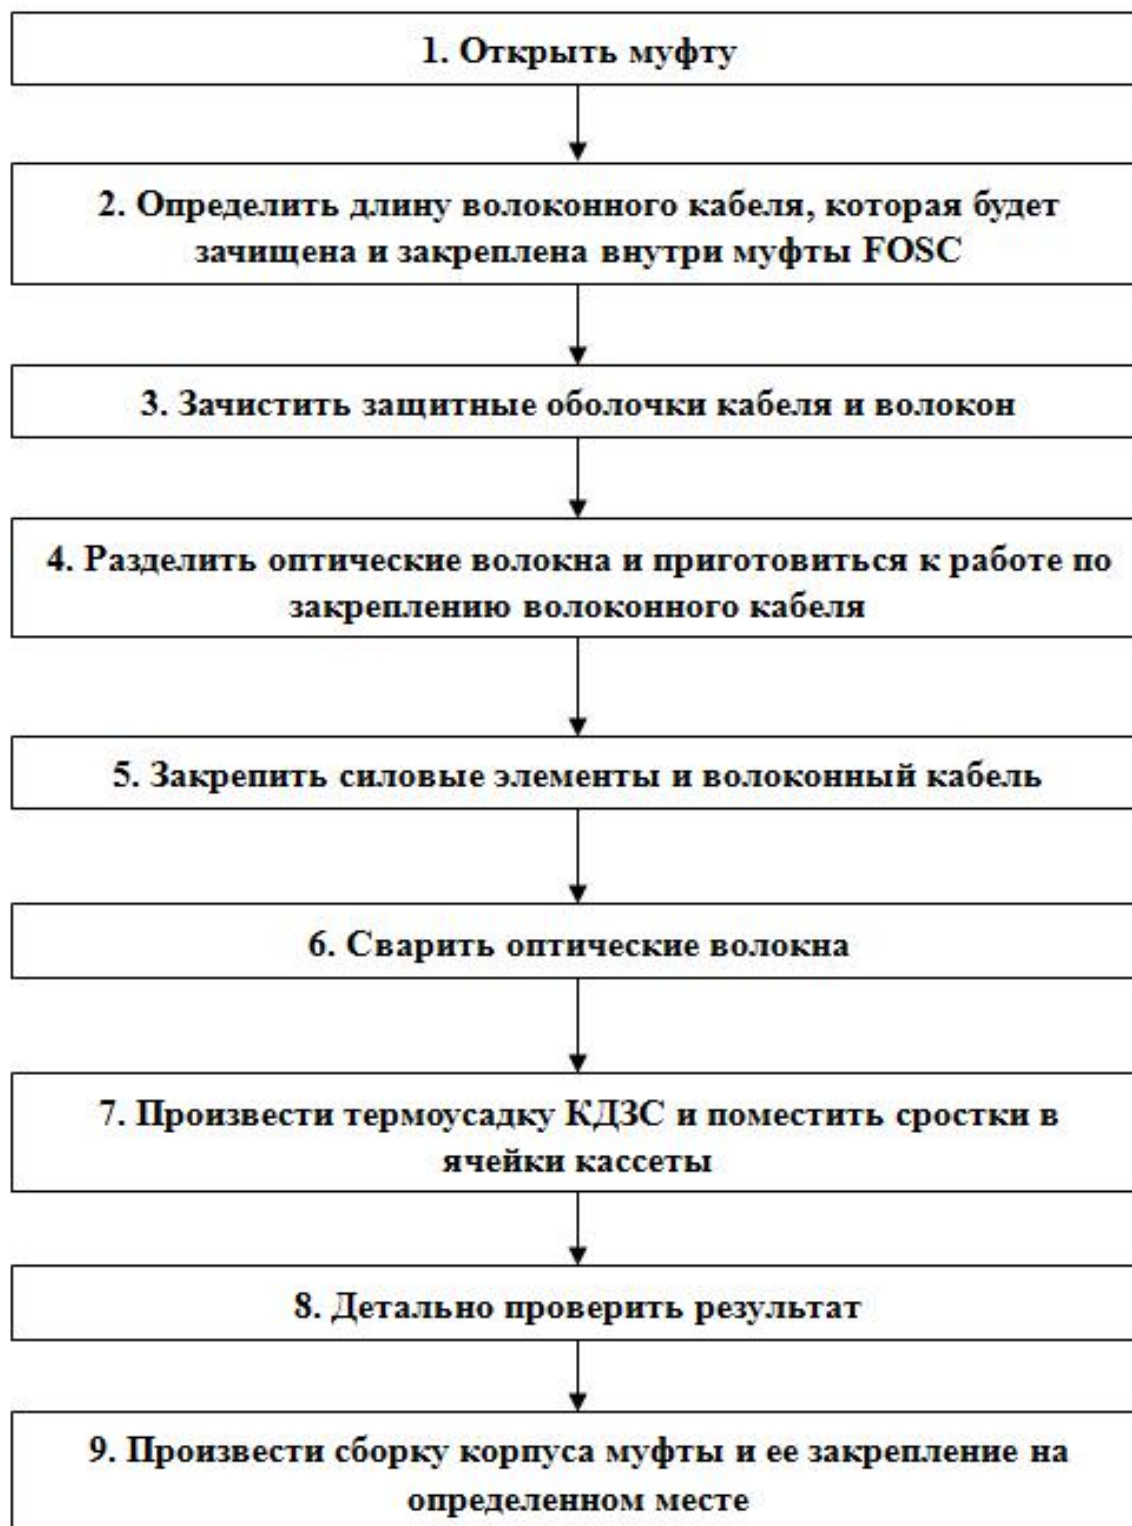 1. Открыть муфту
2. Определить длину волоконного кабеля, которая будет
зачищена и закреплена внутри муфты FOSC
3. Зачистить защитные оболочки кабеля и волокон
4. Разделить оптические волокна и приготовиться к работе по
закреплению волоконного кабеля
5. Закрепить силовые элементы и волоконный кабель
6. Сварить оптические волокна
7. Произвести термоусадку КДЗС и поместить сростки в
ячейки кассеты
8. Детально проверить результат
9. Произвести сборку корпуса муфты и ее закрепление на
определенном месте